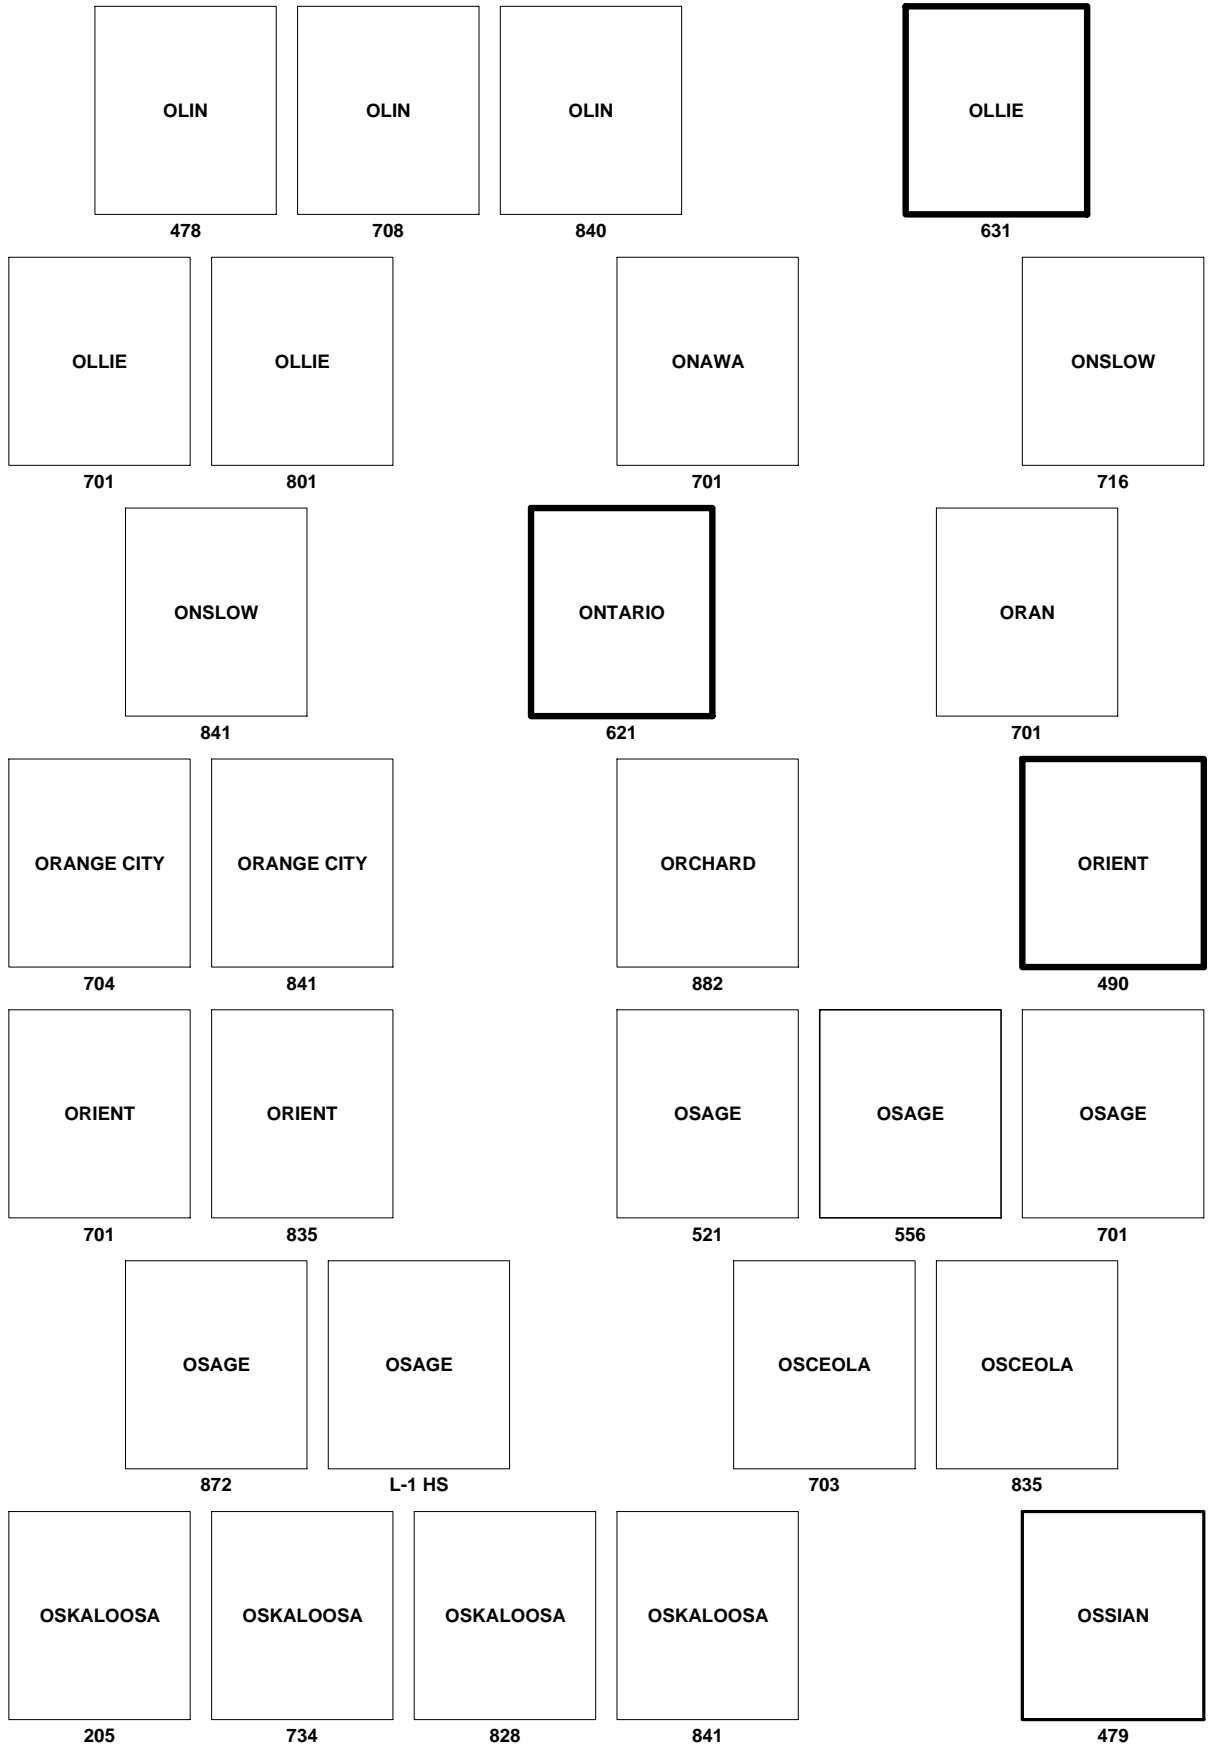 OLIN OLIN OLIN OLLIE
478 708 840 631
OLLIE OLLIE ONAWA ONSLOW
701 801 701 716
ONSLOW ONTARIO ORAN
841 621 701
ORANGE CITY ORANGE CITY ORCHARD ORIENT
704 841 882 490
ORIENT ORIENT OSAGE OSAGE OSAGE
701 835 521 556 701
OSAGE OSAGE OSCEOLA OSCEOLA
872 L-1 HS 703 835
OSKALOOSA OSKALOOSA OSKALOOSA OSKALOOSA OSSIAN
205 734 828 841 479